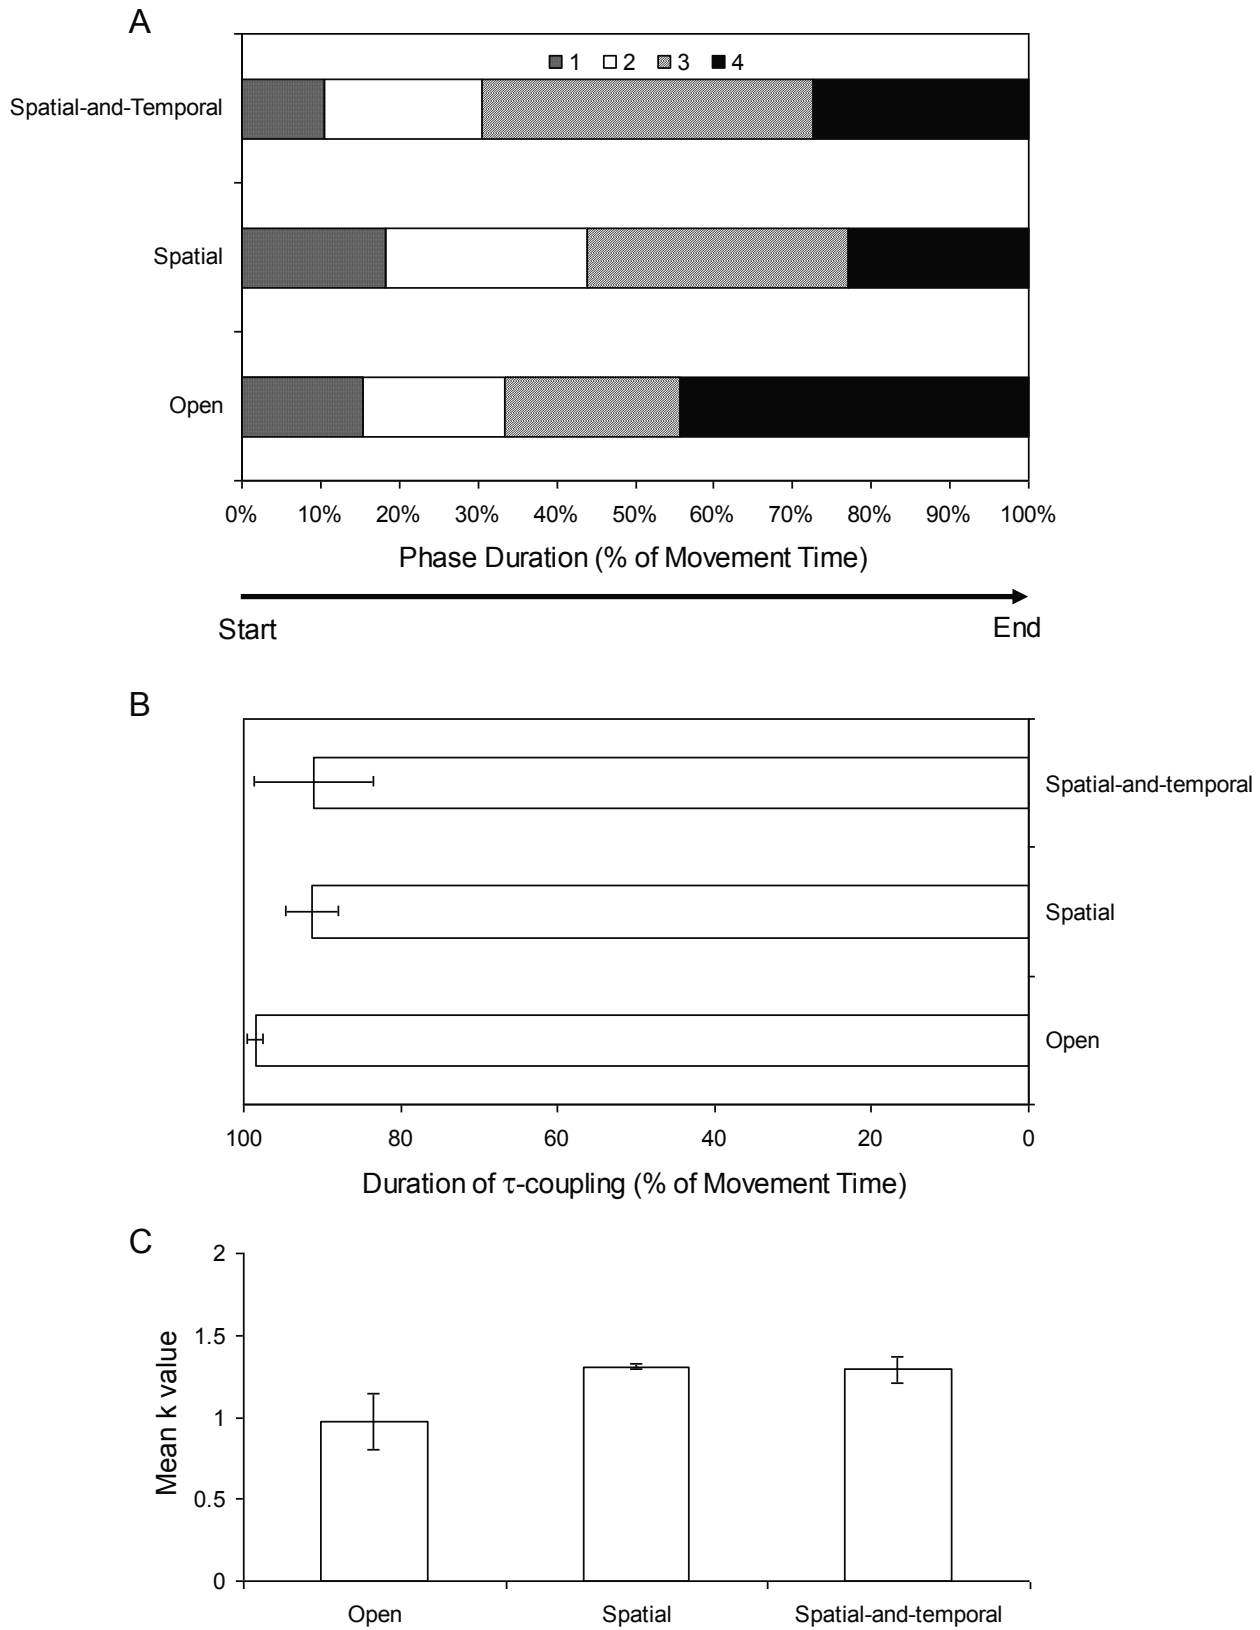 A
1 2 3 4
Spatial-and-Temporal
Spatial
Open
0% 10% 20% 30% 40% 50% 60% 70% 80% 90% 100%
Phase Duration (% of Movement Time)
Start End
B
Spatial-and-temporal
Spatial
Open
100 80 60 40 20 0
Duration of τ-coupling (% of Movement Time)
C
2
1.5
1
0.5
0
Mean k value
Open Spatial Spatial-and-temporal